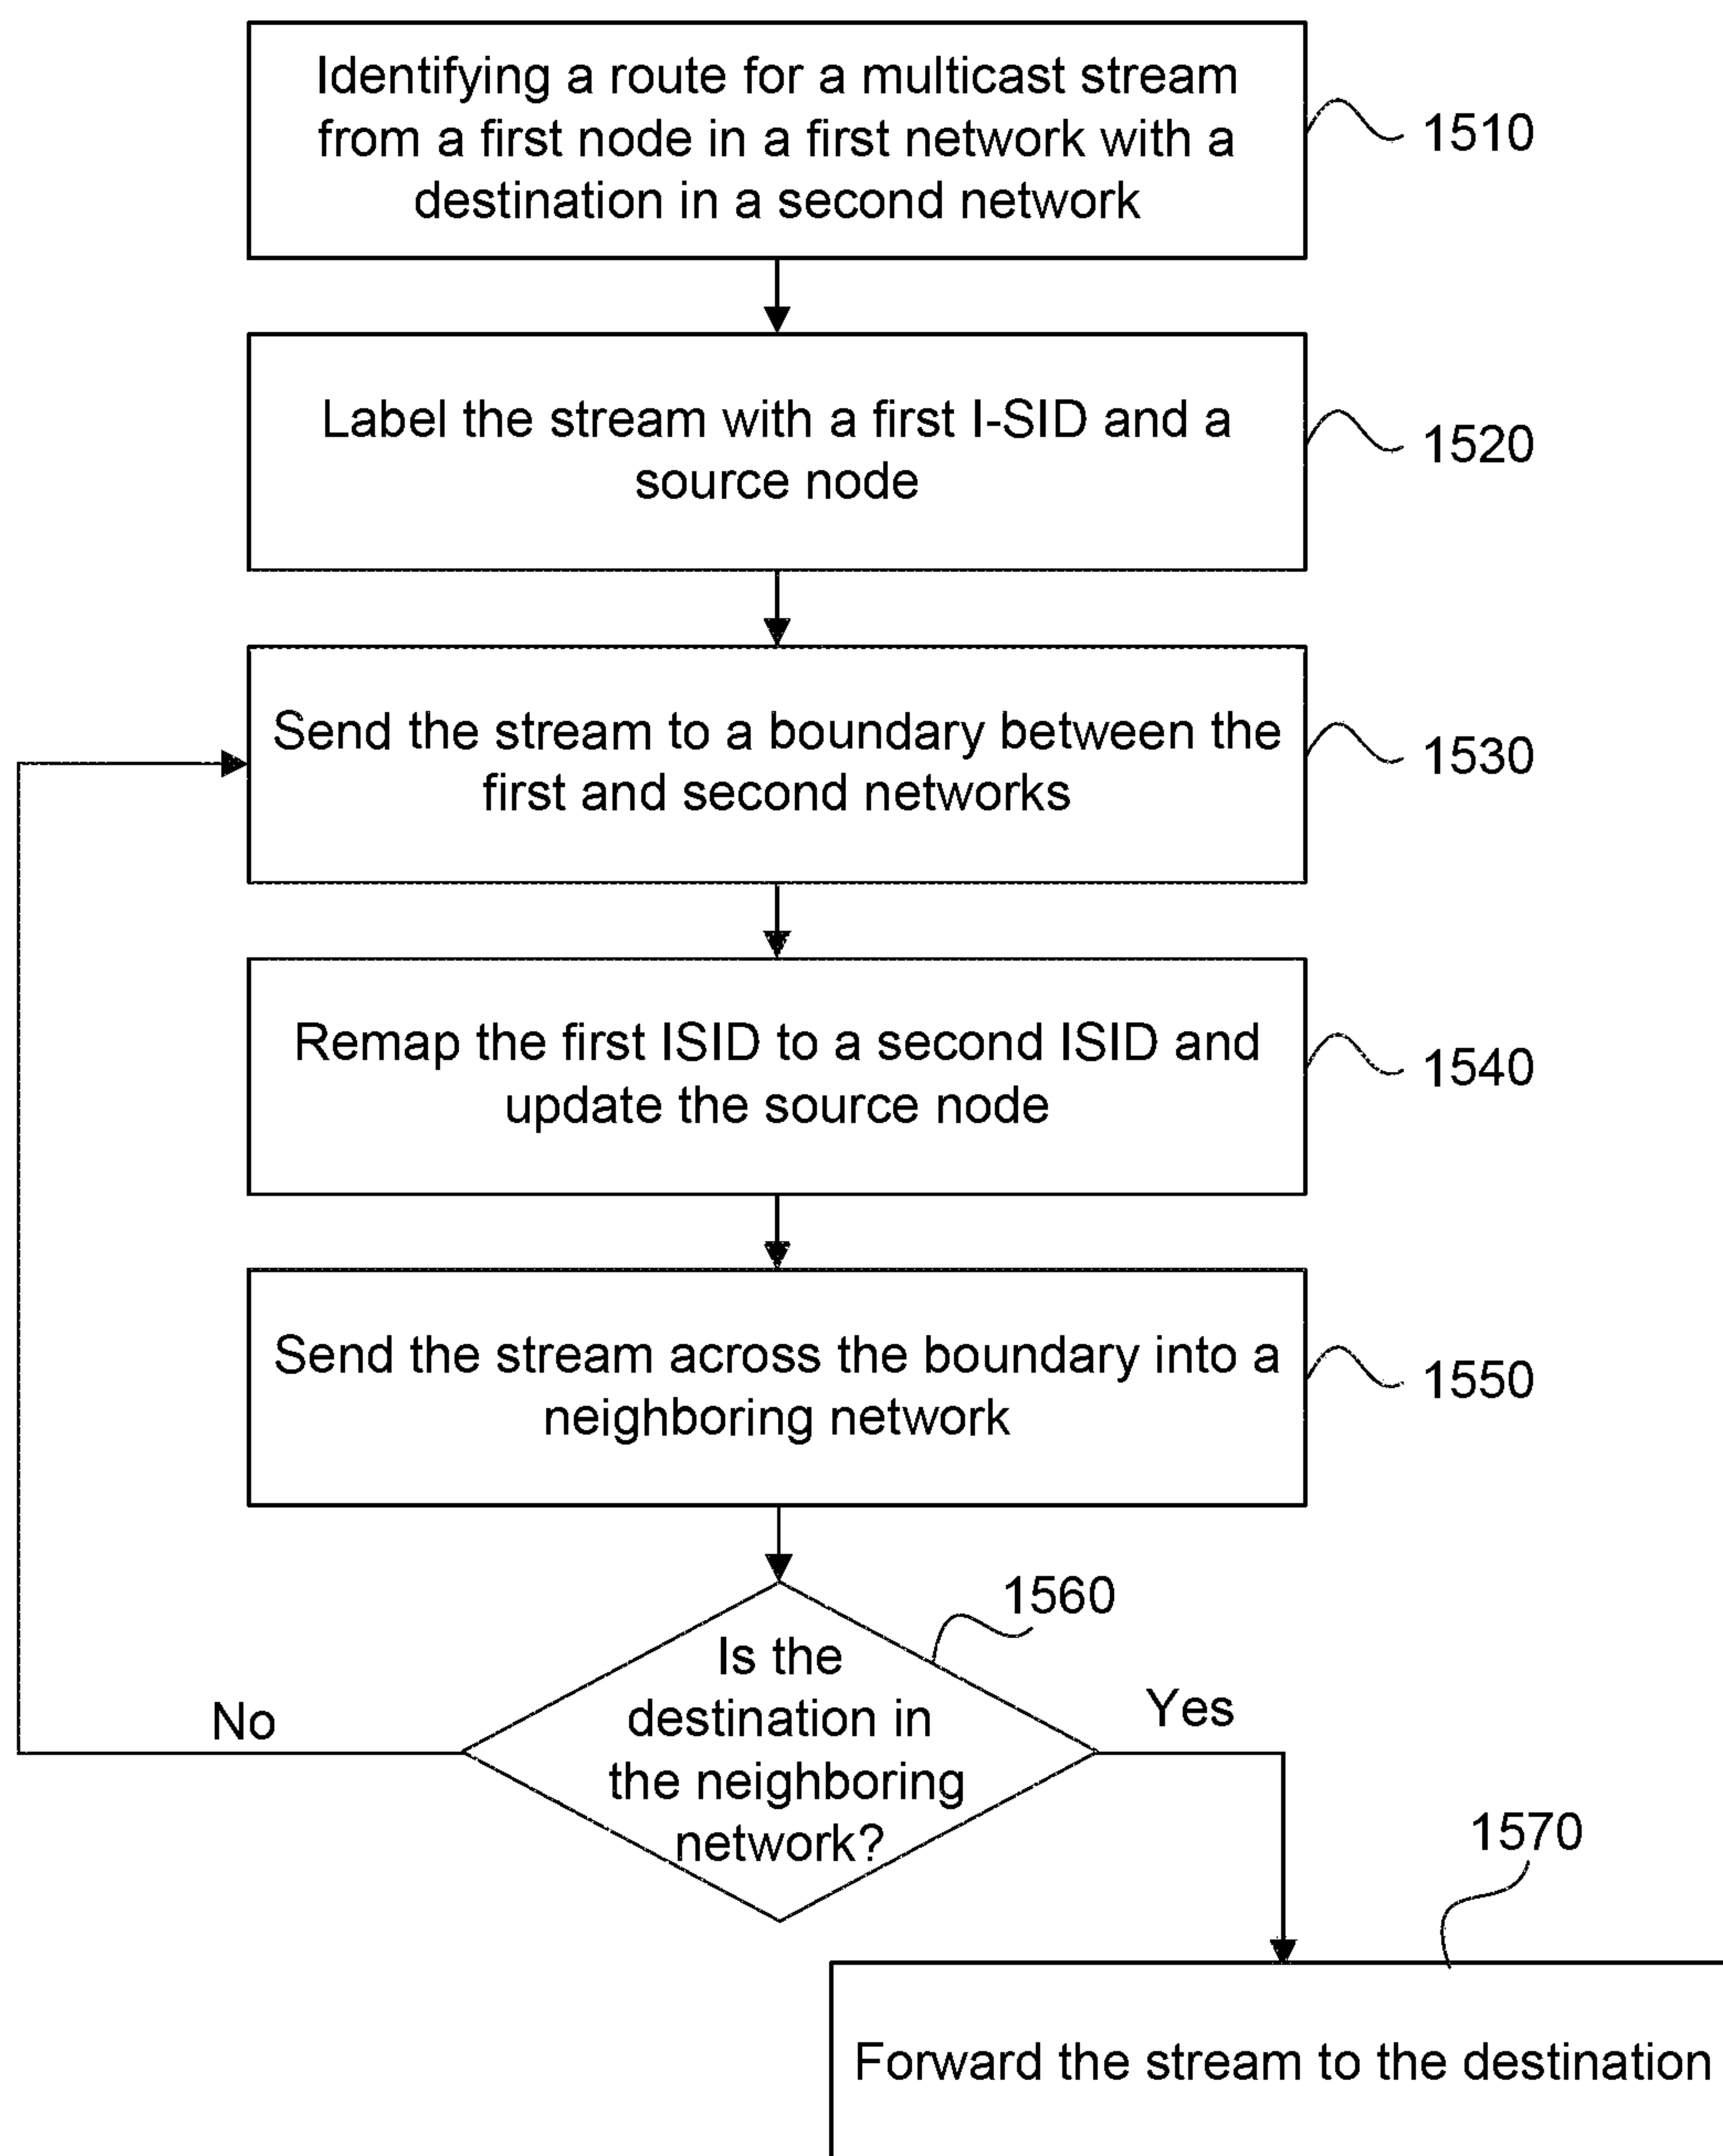 Identifying a route for a multicast stream
from a first node in a first network with a
destination in a second network
1510
Label the stream with a first I-SID and a
source node
1520
Send the stream to a boundary between the
first and second networks
1530
Remap the first ISID to a second ISID and
update the source node
1540
Send the stream across the boundary into a
neighboring network
1550
1560
Is the
destination in
the neighboring
network?
No
Yes
1570
Forward the stream to the destination